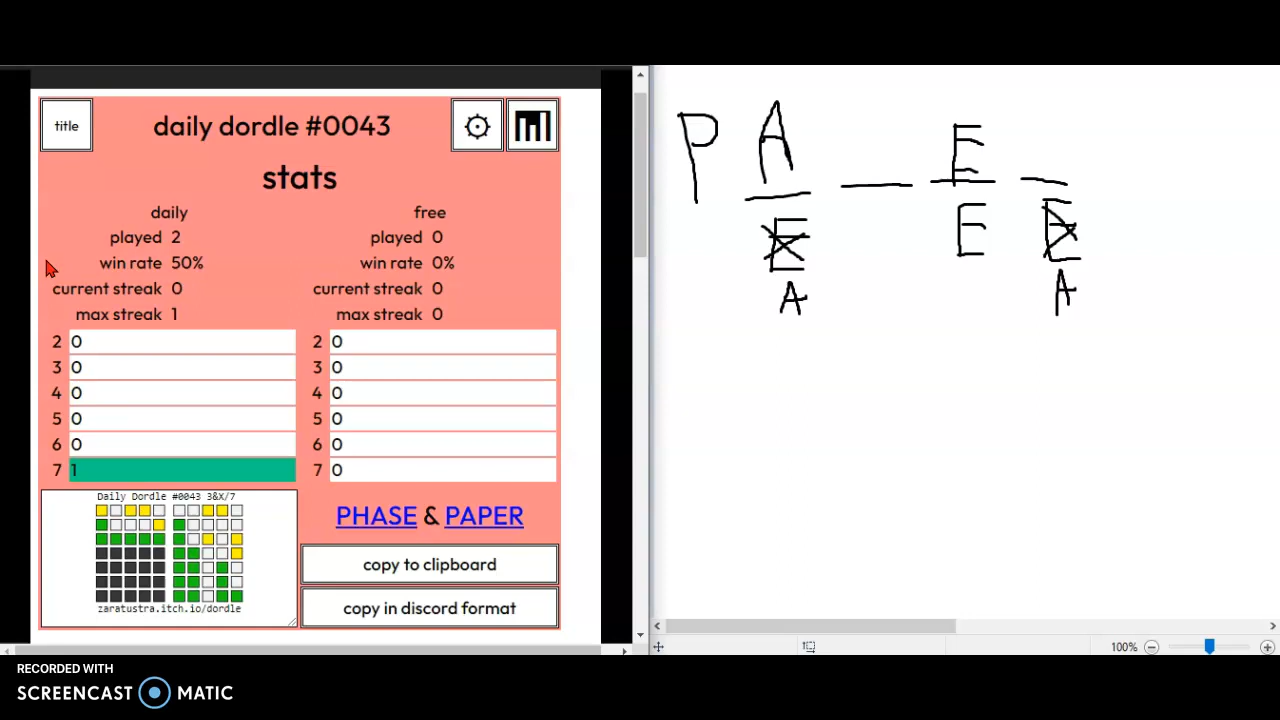 title
daily dordle #0043
stats
daily
played 2
win rate 50%
current streak 0
max streak 1
2 0
3 0
4 0
5 0
6 0
7 1
free
played 0
win rate 0%
current streak 0
max streak 0
2 0
3 0
4 0
5 0
6 0
7 0
Daily Dordle #0043 3&X/7
zaratustra.itch.io/dordle
PHASE & PAPER
copy to clipboard
copy in discord format
P A E
E E E
A A
100%
RECORDED WITH
SCREENCAST MATIC